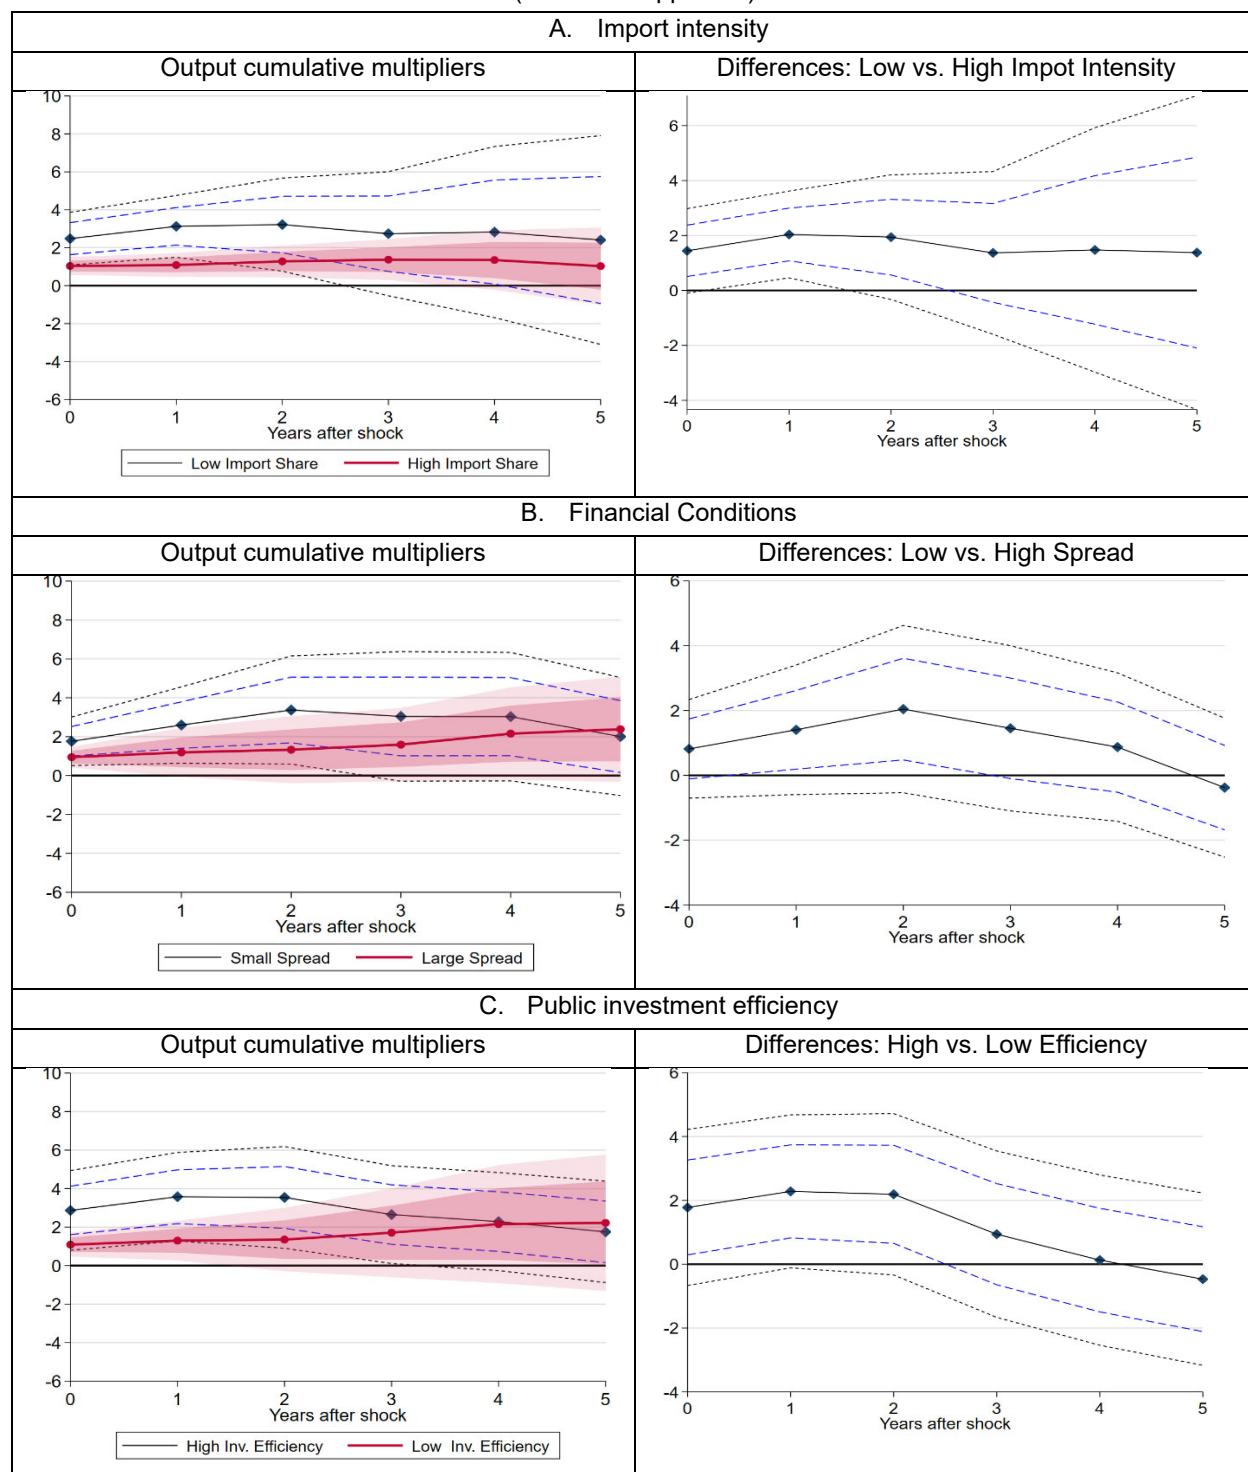 A. Import intensity
Output cumulative multipliers
Differences: Low vs. High Impot Intensity
10
8
6
4
2
0
-2
-4
-6
0 1 2 3 4 5
Years after shock
Low Import Share High Import Share
6
4
2
0
-2
-4
0 1 2 3 4 5
Years after shock
B. Financial Conditions
Output cumulative multipliers
Differences: Low vs. High Spread
10
8
6
4
2
0
-2
-4
-6
0 1 2 3 4 5
Years after shock
Small Spread Large Spread
6
4
2
0
-2
-4
0 1 2 3 4 5
Years after shock
C. Public investment efficiency
Output cumulative multipliers
Differences: High vs. Low Efficiency
10
8
6
4
2
0
-2
-4
-6
0 1 2 3 4 5
Years after shock
High Inv. Efficiency Low Inv. Efficiency
6
4
2
0
-2
-4
0 1 2 3 4 5
Years after shock